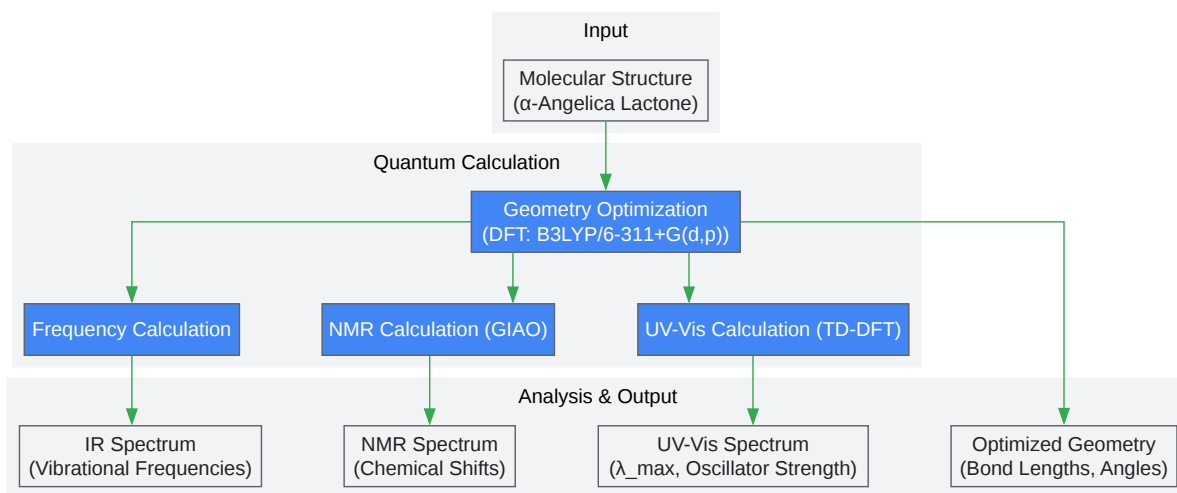 Input
Molecular Structure
(α-Angelica Lactone)
Quantum Calculation
Geometry Optimization
(DFT: B3LYP/6-311+G(d,p))
Frequency Calculation
NMR Calculation (GIAO)
UV-Vis Calculation (TD-DFT)
Analysis & Output
IR Spectrum
(Vibrational Frequencies)
NMR Spectrum
(Chemical Shifts)
UV-Vis Spectrum
(λ_max, Oscillator Strength)
Optimized Geometry
(Bond Lengths, Angles)